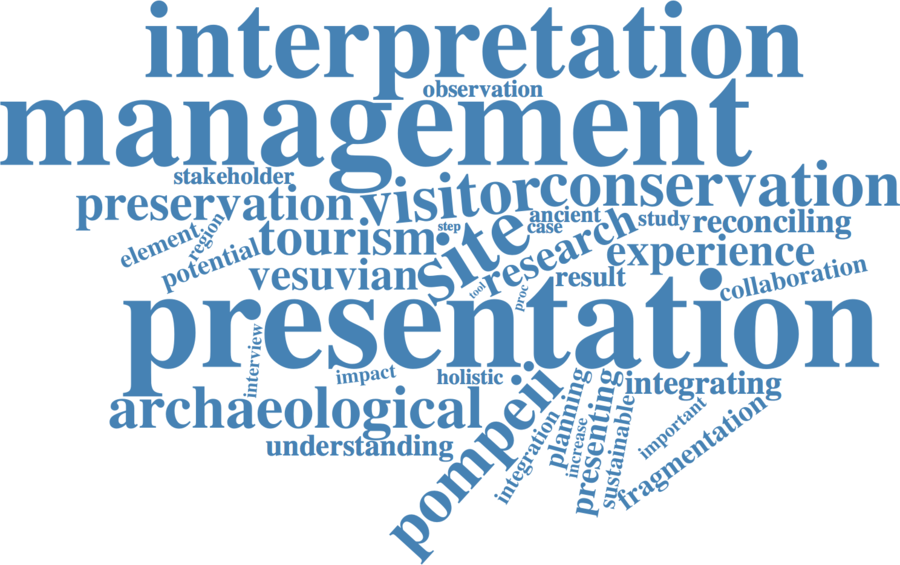 interpretation
observation
management
stakeholder
preservation
visitor
conservation
ancient
case
study
reconciling
element
region
potential
tourism
step
site
research
experience
vesuvian
tool
proc
result
collaboration
presentation
interview
impact
holistic
integrating
archaeological
understanding
pompeii
integration
planning
increase
presenting
sustainable
important
fragmentation